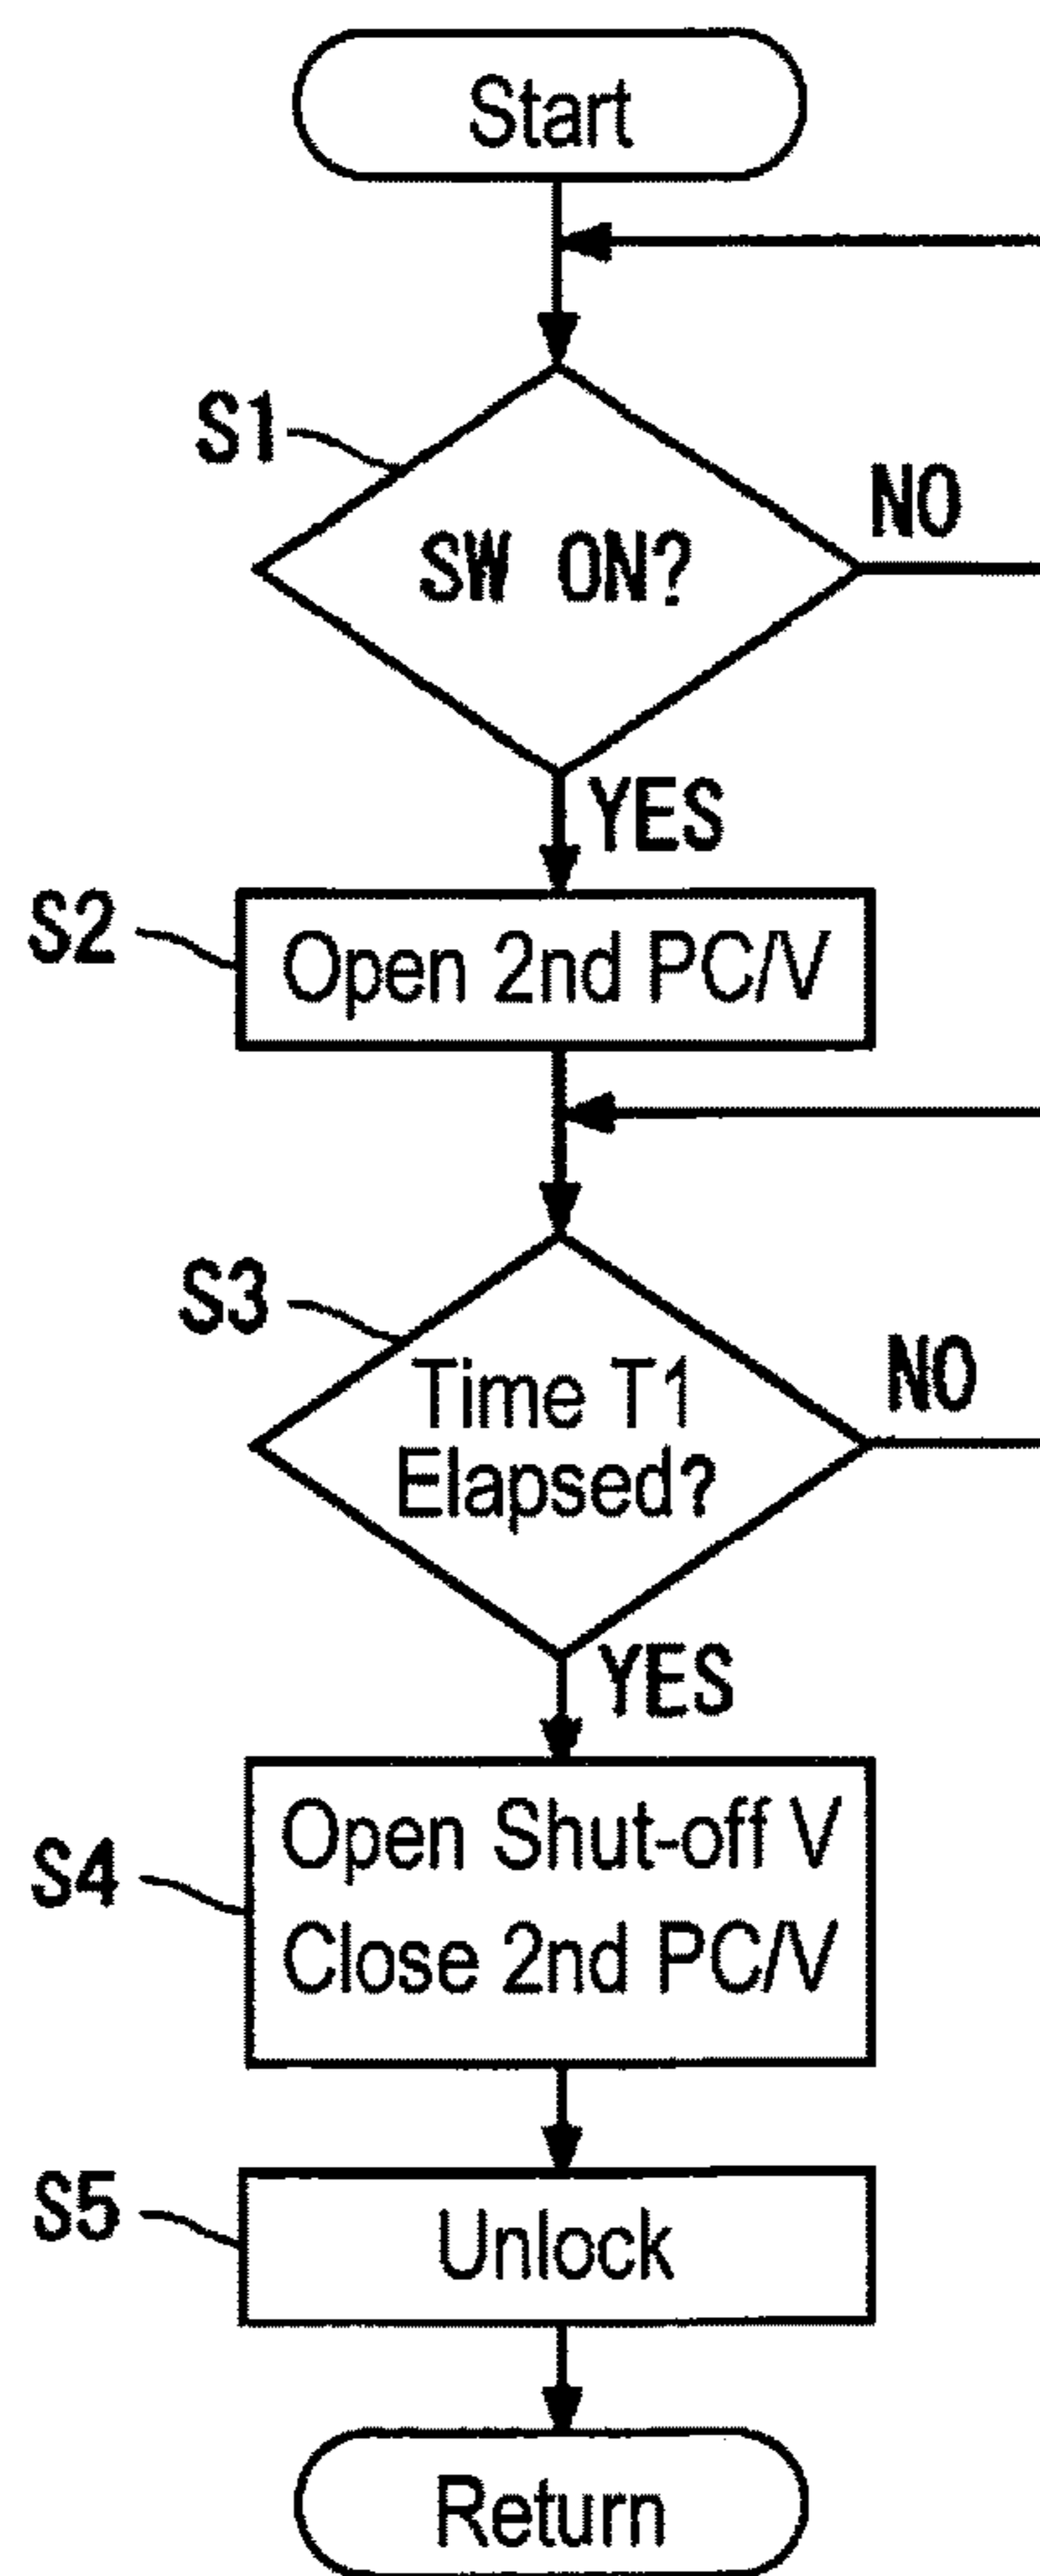 Start
S1
SW ON?
NO
YES
S2
Open 2nd PC/V
S3
Time T1
Elapsed?
NO
YES
S4
Open Shut-off V
Close 2nd PC/V
S5
Unlock
Return